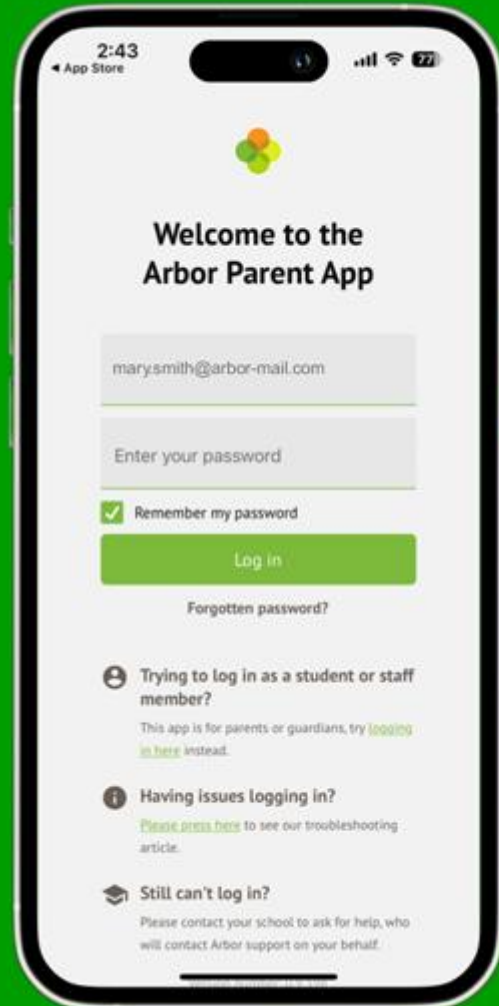 2:43
◀ App Store
77
Welcome to the
Arbor Parent App
mary.smith@arbor-mail.com
Enter your password
Remember my password
Log in
Forgotten password?
Trying to log in as a student or staff
member?
This app is for parents or guardians, try logging
in here instead.
Having issues logging in?
Please press here to see our troubleshooting
article.
Still can't log in?
Please contact your school to ask for help, who
will contact Arbor support on your behalf.